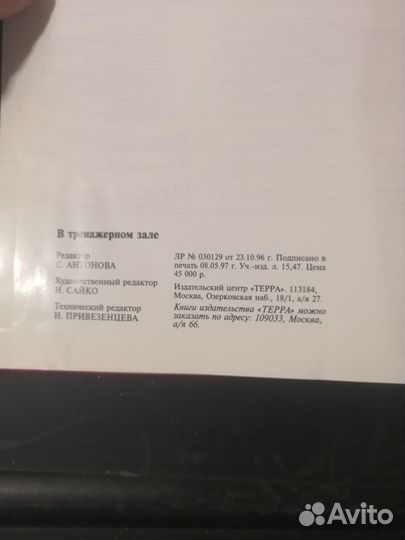 В тренажерном зале
Редактор
С. АНТОНОВА
Художественный редактор
И. САЙКО
Технический редактор
Н. ПРИВЕЗЕНЦЕВА
ЛР № 030129 от 23.10.96 г. Подписано в
печать 08.05.97 г. Уч.-изд. л. 15,47. Цена
45 000 р.
Издательский центр «ТЕРРА». 113184,
Москва, Озерковская наб., 18/1, а/я 27.
Книги издательства «ТЕРРА» можно
заказать по адресу: 109033, Москва,
а/я 66.
Avito